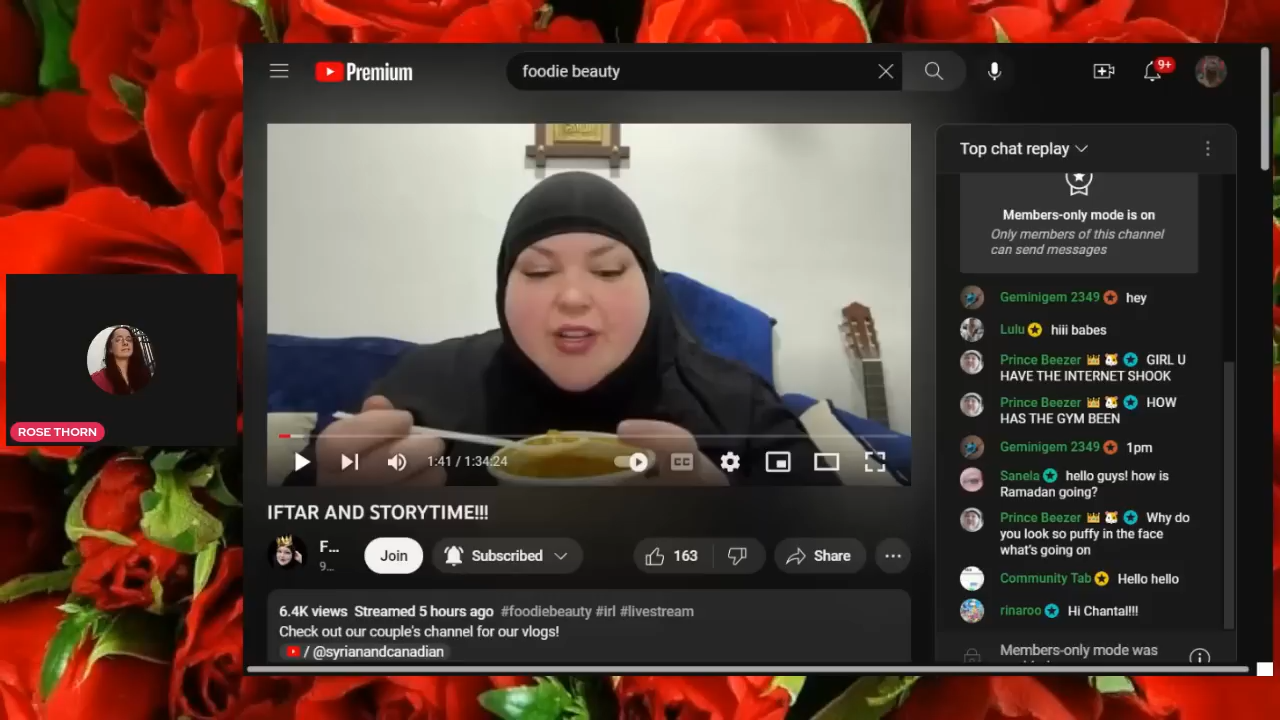 Premium
foodie beauty
9+
Top chat replay
Members-only mode is on
Only members of this channel
can send messages
Geminigem 2349 hey
Lulu hiii babes
Prince Beezer GIRL U
HAVE THE INTERNET SHOOK
Prince Beezer HOW
HAS THE GYM BEEN
Geminigem 2349 1pm
Sanela hello guys! how is
Ramadan going?
Prince Beezer Why do
you look so puffy in the face
what's going on
Community Tab Hello hello
rinaroo Hi Chantal!!!
Members-only mode was
ROSE THORN
1:41 / 1:34:24
CC
IFTAR AND STORYTIME!!!
F...
9...
Join
Subscribed
163
Share
6.4K views Streamed 5 hours ago #foodiebeauty #irl #livestream
Check out our couple's channel for our vlogs!
/ @syrianandcanadian